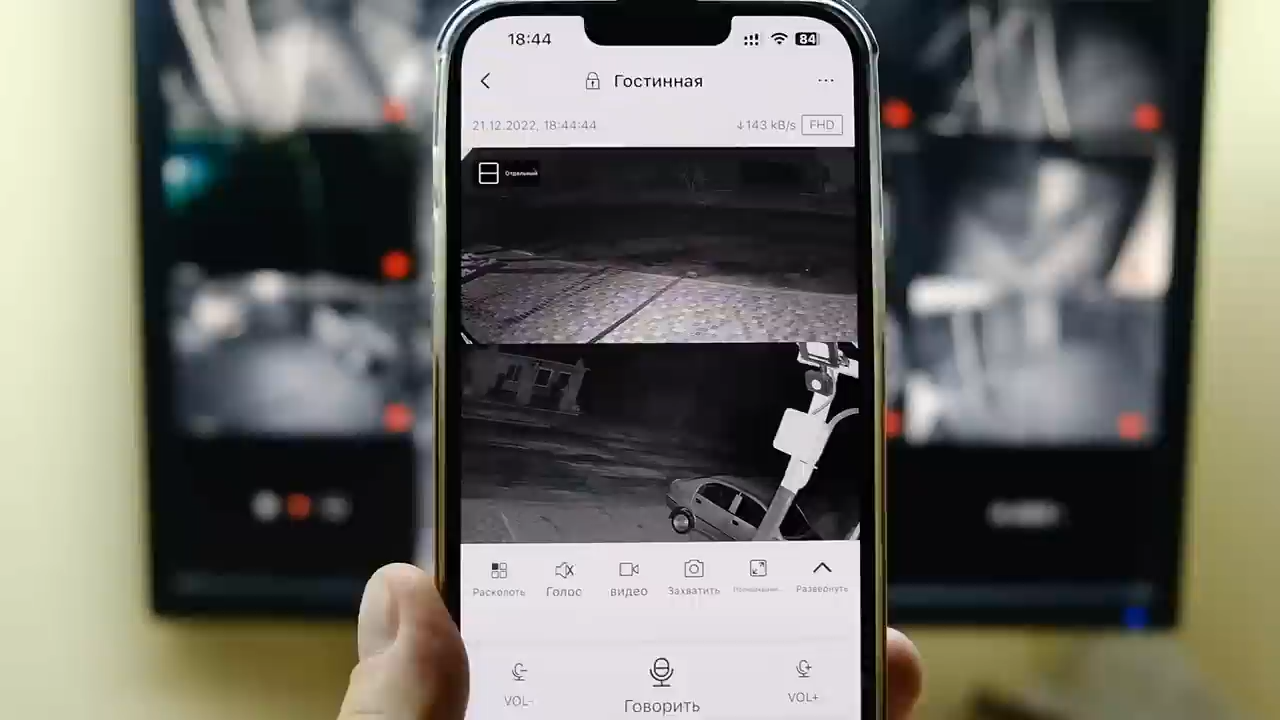 18:44
84
Гостинная
21.12.2022, 18:44:44
↓143 kB/s FHD
Отдельный
Расколоть Голос видео Захватить Развернуть
VOL- Говорить VOL+